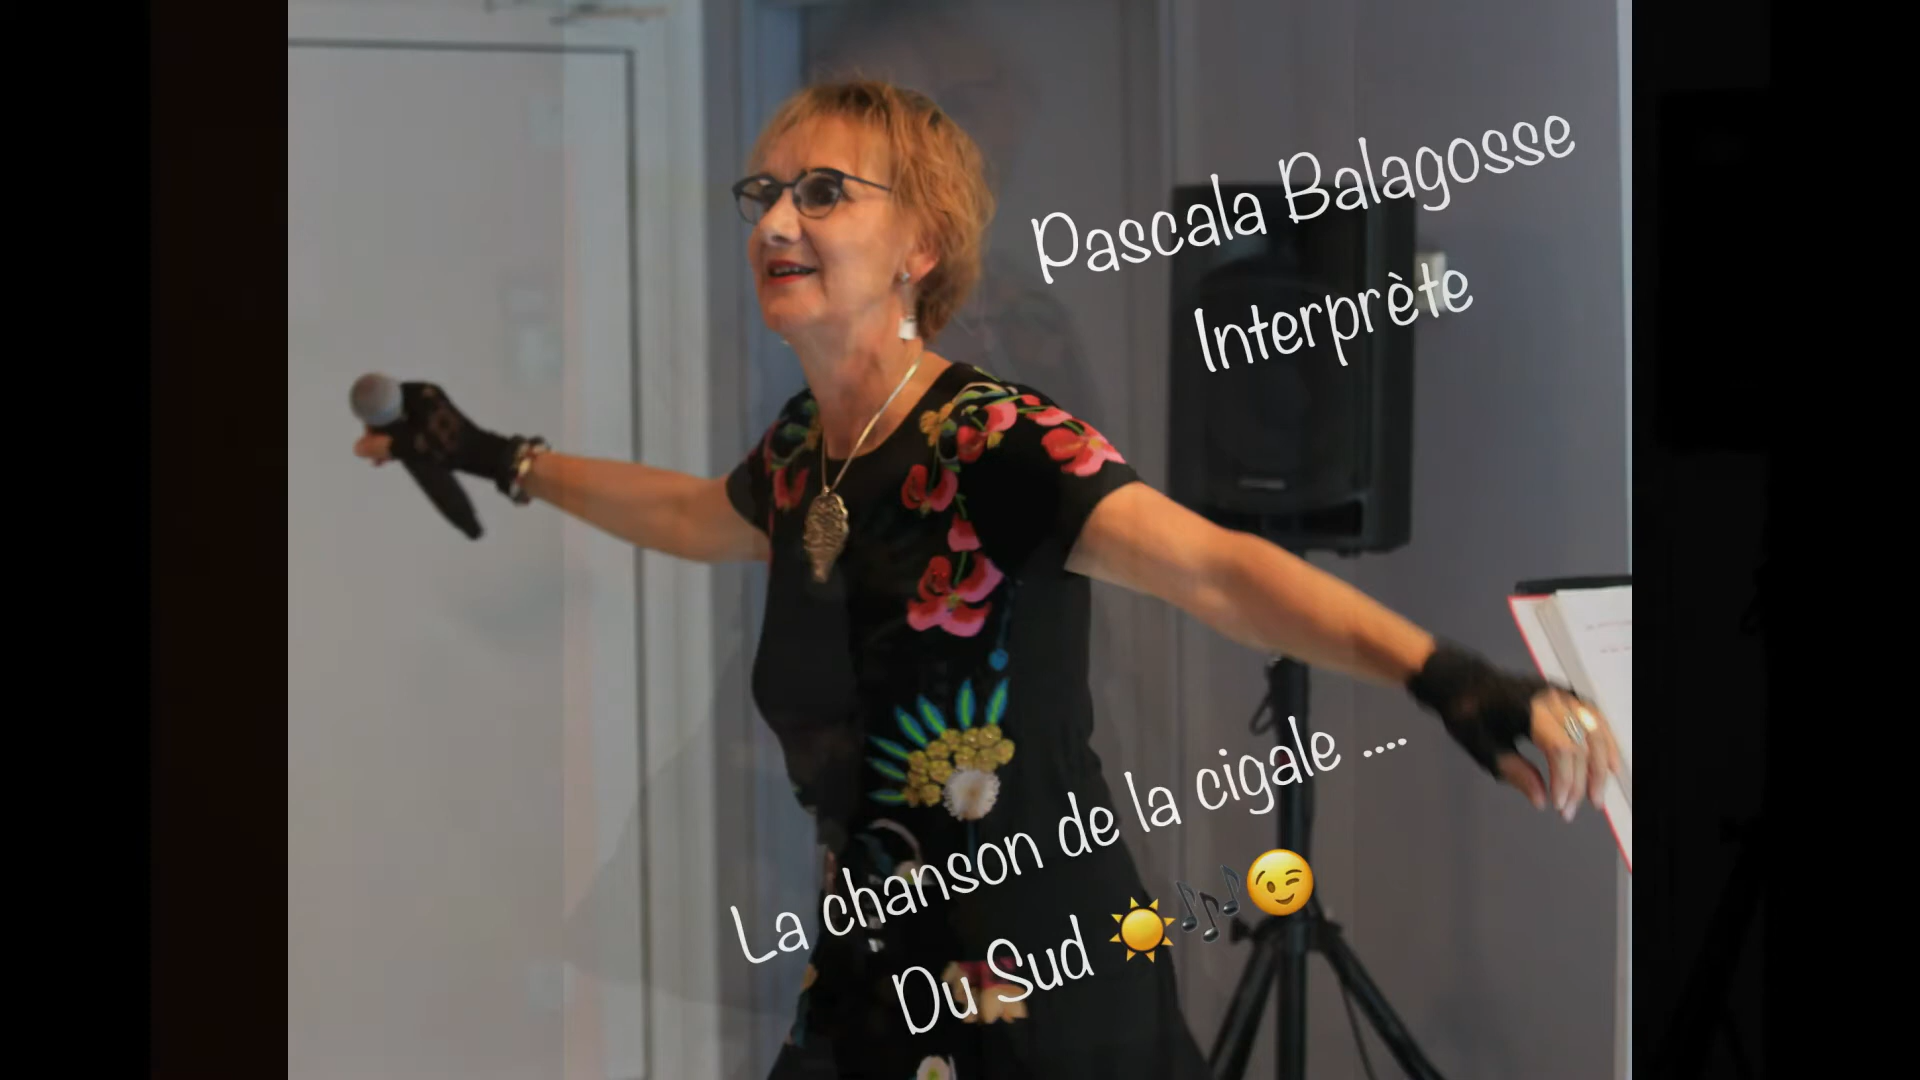 Pascala Balagosse
Interprète
La chanson de la cigale ....
Du Sud ☀️🎶😉